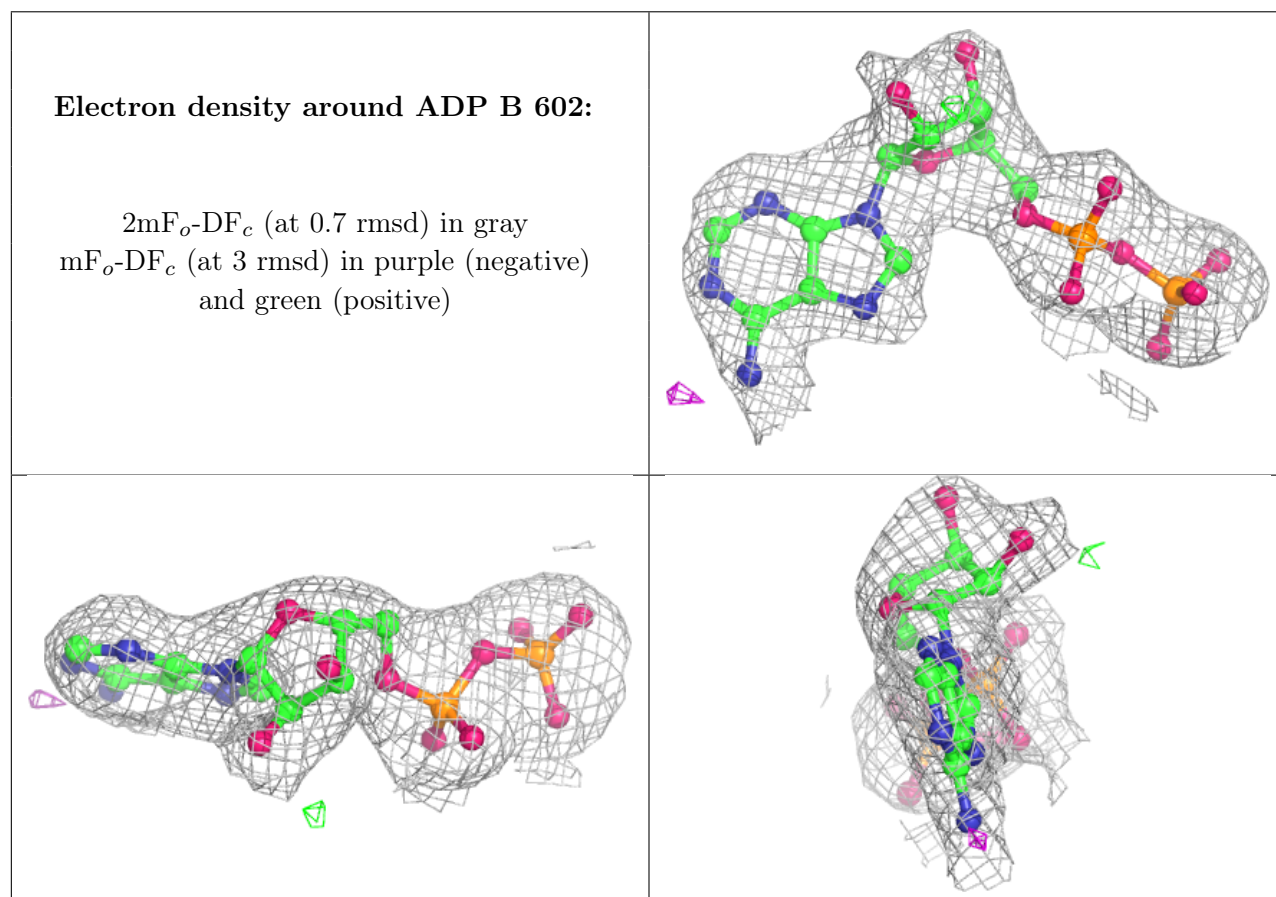 Electron density around ADP B 602:
2mFo-DFc (at 0.7 rmsd) in gray
mFo-DFc (at 3 rmsd) in purple (negative)
and green (positive)